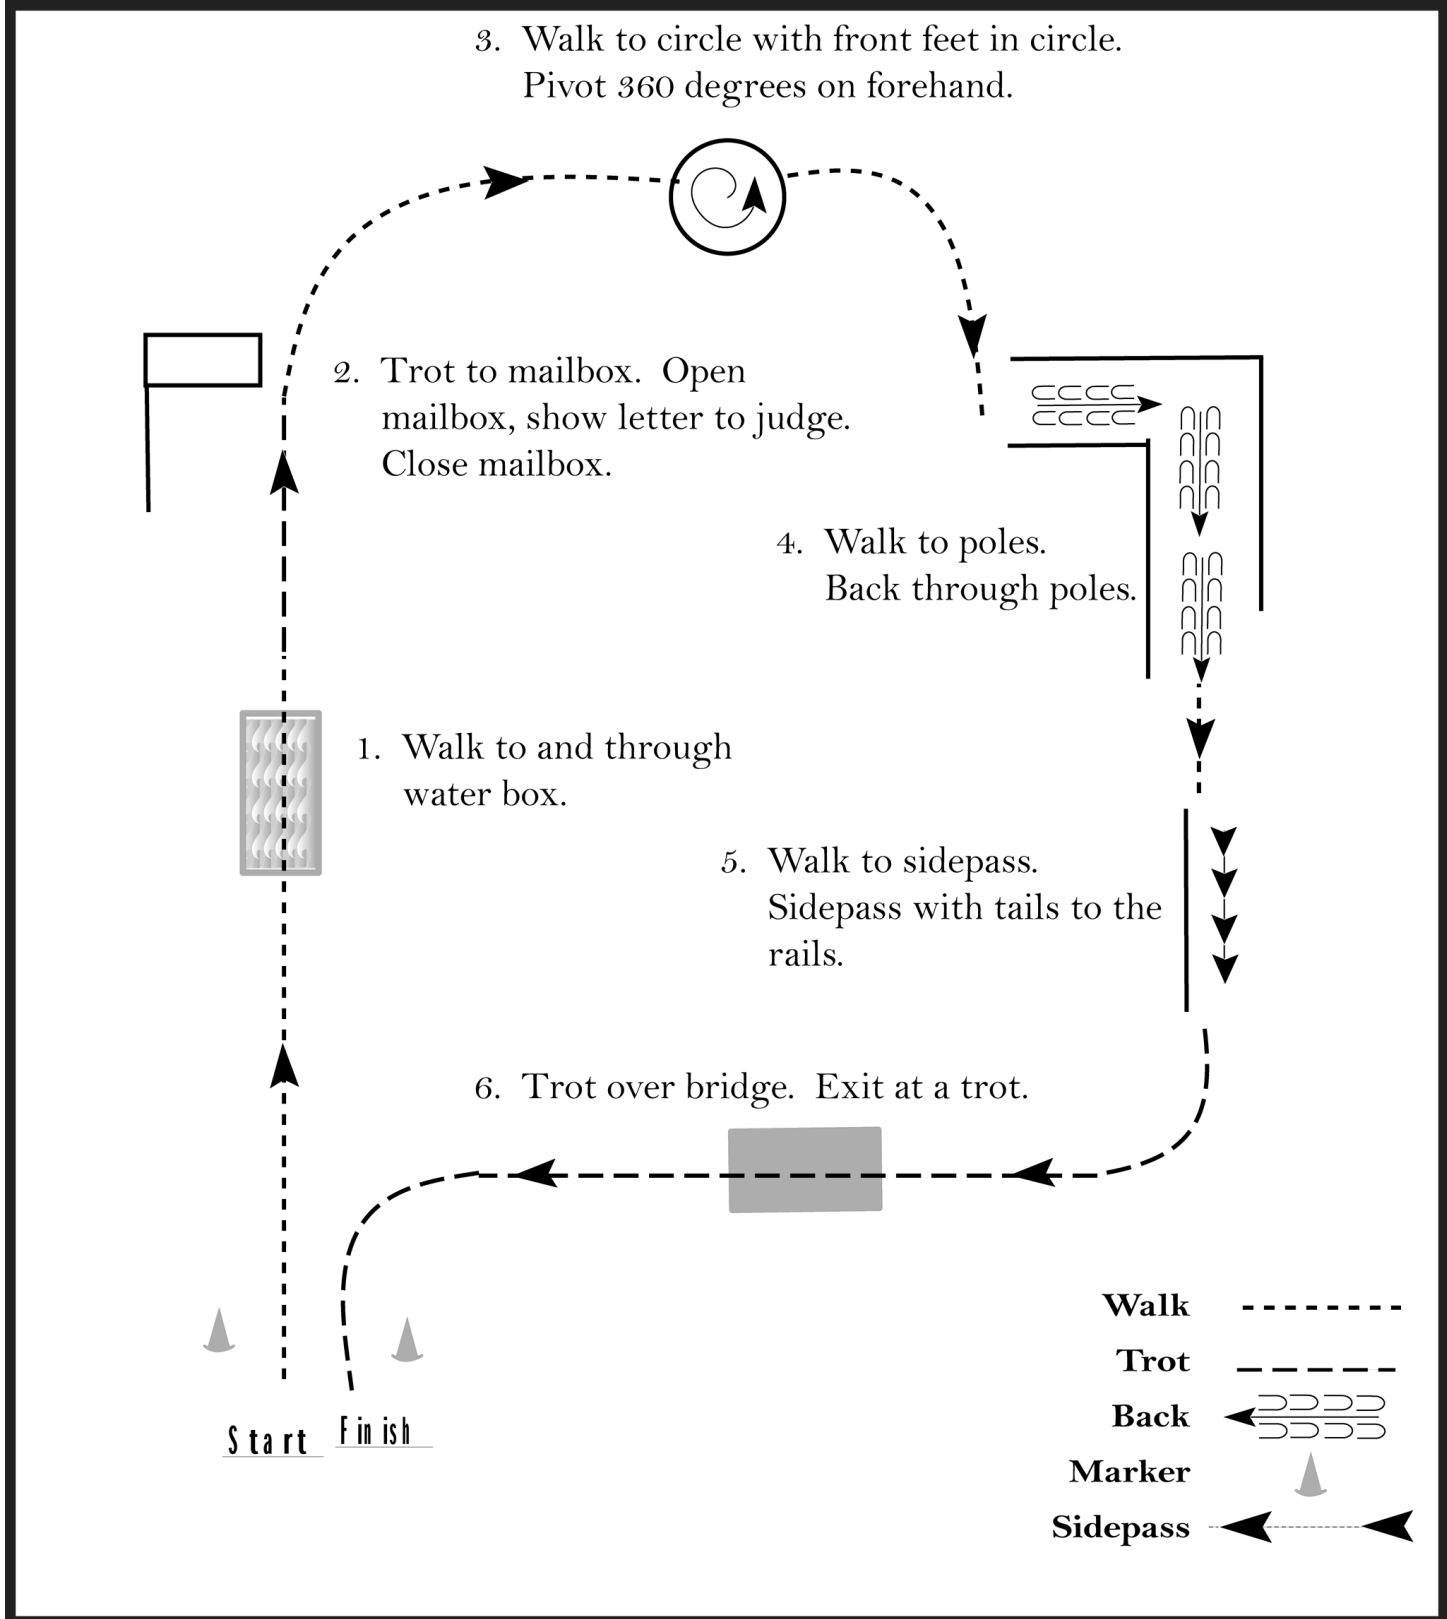 3. Walk to circle with front feet in circle.
Pivot 360 degrees on forehand.
2. Trot to mailbox. Open
mailbox, show letter to judge.
Close mailbox.
4. Walk to poles.
Back through poles.
1. Walk to and through
water box.
5. Walk to sidepass.
Sidepass with tails to the
rails.
6. Trot over bridge. Exit at a trot.
Walk
Trot
Back
Marker
Sidepass
Start
Finish